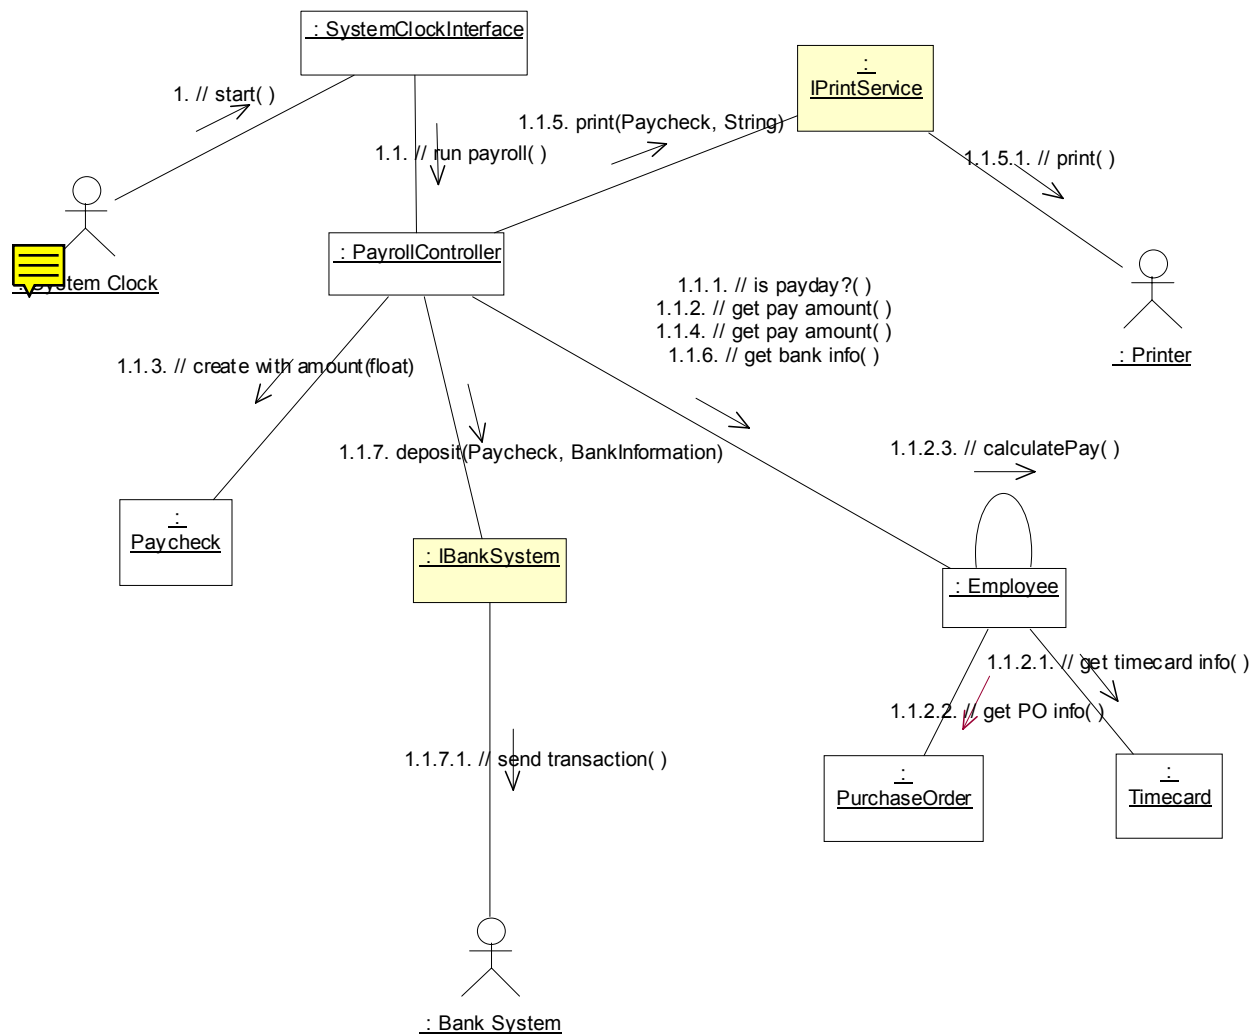 : SystemClockInterface
:
IPrintService
1. // start( )
1.1.5. print(Paycheck, String)
1.1. // run payroll( )
1.1.5.1. // print( )
: PayrollController
System Clock
1.1.1. // is payday?( )
1.1.2. // get pay amount( )
1.1.4. // get pay amount( )
1.1.6. // get bank info( )
: Printer
1.1.3. // create with amount(float)
1.1.7. deposit(Paycheck, BankInformation)
1.1.2.3. // calculatePay( )
:
Paycheck
: IBankSystem
: Employee
1.1.2.1. // get timecard info( )
1.1.2.2. // get PO info( )
1.1.7.1. // send transaction( )
:
PurchaseOrder
:
Timecard
: Bank System